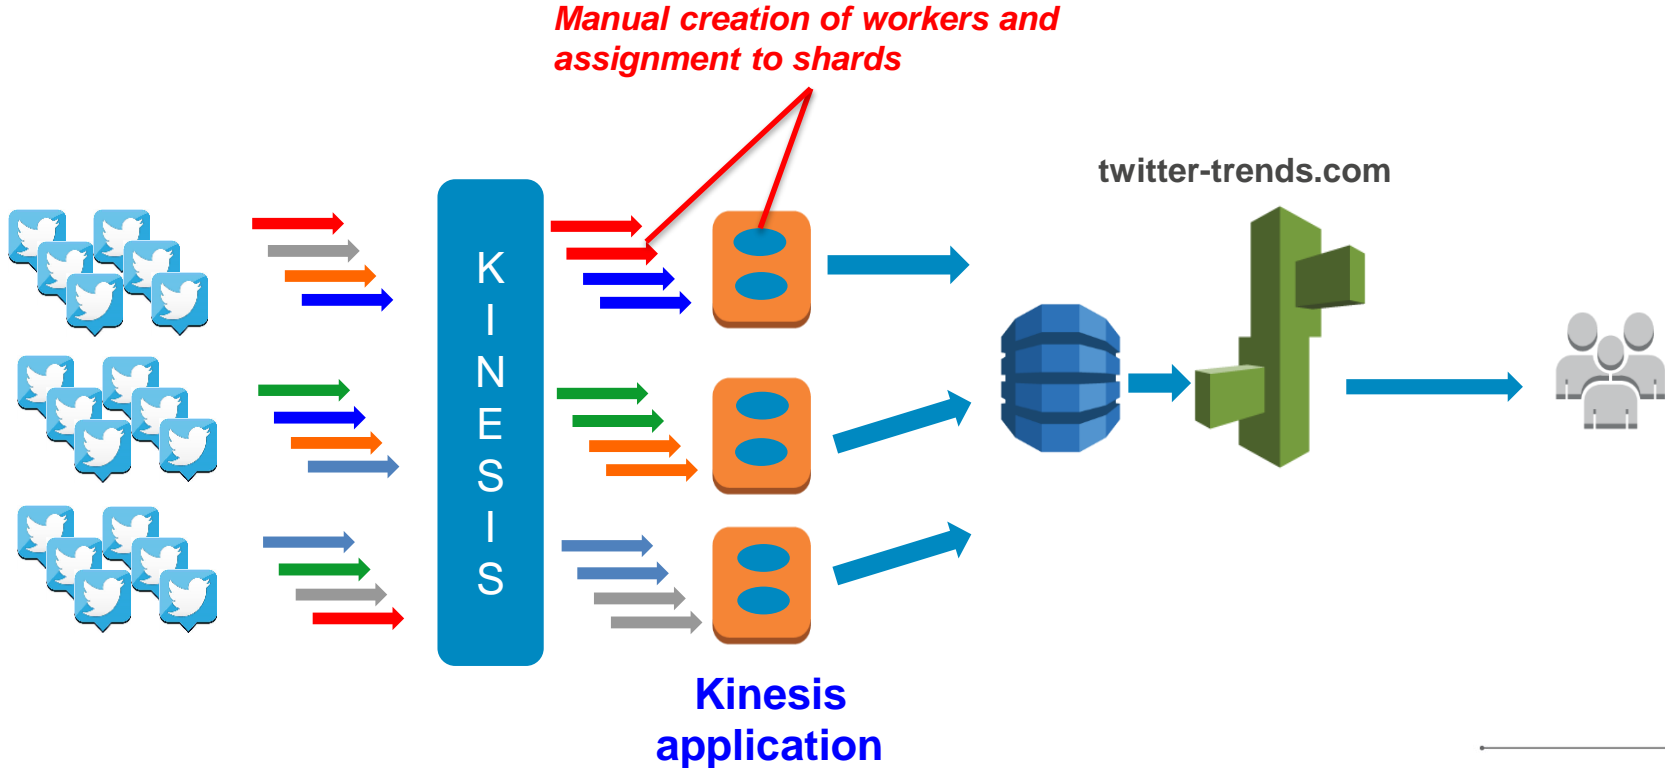 Manual creation of workers and
assignment to shards
twitter-trends.com
K
I
N
E
S
I
S
Kinesis
application